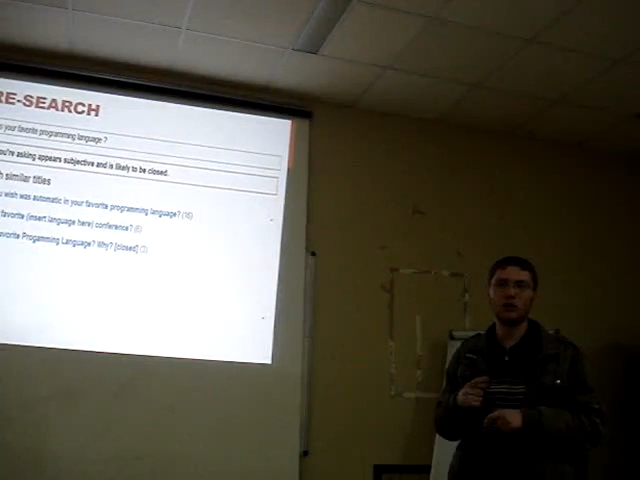 RE-SEARCH
your favorite programming language ?
ou're asking appears subjective and is likely to be closed.
similar titles
wish was automatic in your favorite programming language? (16)
favorite (insert language here) conference? (6)
avorite Progamming Language? Why? [closed] (3)